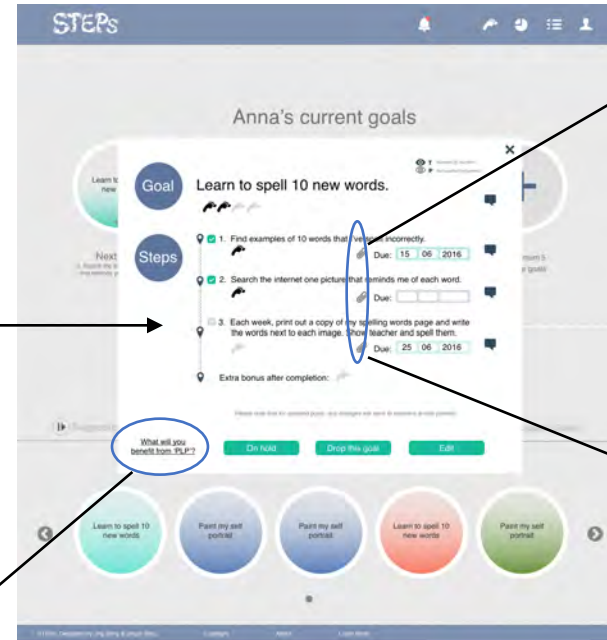 STEPs
Anna's current goals
Goal
Learn to spell 10 new words.
Steps
1. Find examples of 10 words that I've spelt incorrectly.
Due: 15 06 2016
2. Search the internet one picture that reminds me of each word.
Due:
3. Each week, print out a copy of my spelling words page and write
the words next to each image. Show teacher and spell them.
Due: 25 06 2016
Extra bonus after completion:
What will you
benefit from 'PLP'?
On hold
Drop this goal
Edit
Learn to
new
Next
Learn to spell 10
new words
Paint my self
portrait
Paint my self
portrait
Learn to spell 10
new words
Paint my self
portrait